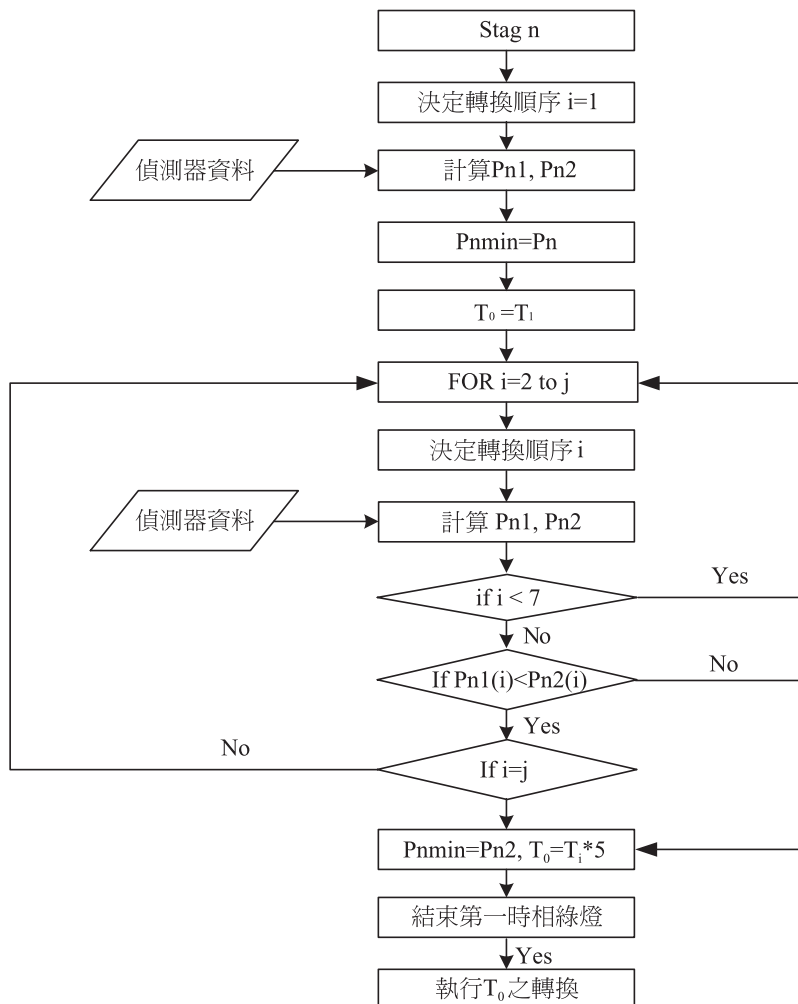 Stag n
決定轉換順序 i=1
偵測器資料
計算Pn1, Pn2
Pnmin=Pn
T₀ =T₁
FOR i=2 to j
決定轉換順序 i
偵測器資料
計算 Pn1, Pn2
if i < 7
Yes
No
If Pn1(i)<Pn2(i)
No
Yes
No
If i=j
Pnmin=Pn2, T₀=Tᵢ*5
結束第一時相綠燈
Yes
執行T₀之轉換